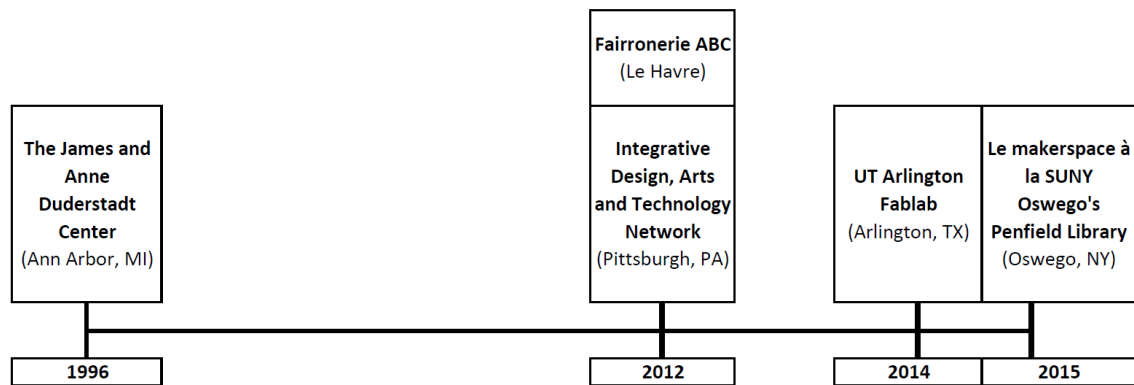 Fairronerie ABC
(Le Havre)
The James and
Anne
Duderstadt
Center
(Ann Arbor, MI)
Integrative
Design, Arts
and Technology
Network
(Pittsburgh, PA)
UT Arlington
Fablab
(Arlington, TX)
Le makerspace à
la SUNY
Oswego's
Penfield Library
(Oswego, NY)
1996
2012
2014
2015